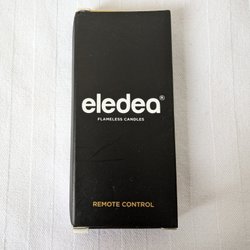 eledea®
FLAMELESS CANDLES
REMOTE CONTROL